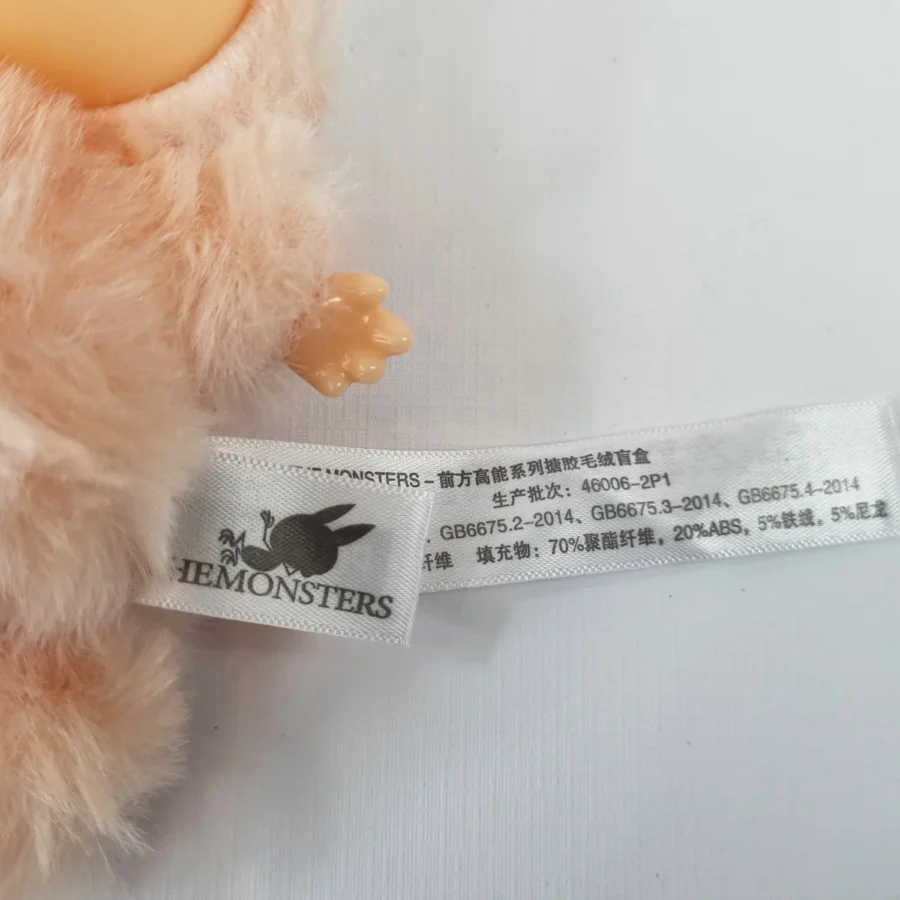 MONSTERS - 前方高能系列搪胶毛绒盲盒
生产批次：46006-2P1
GB6675.2-2014、GB6675.3-2014、GB6675.4-2014
纤维 填充物：70%聚酯纤维，20%ABS，5%铁线，5%尼龙
HEMONSTERS